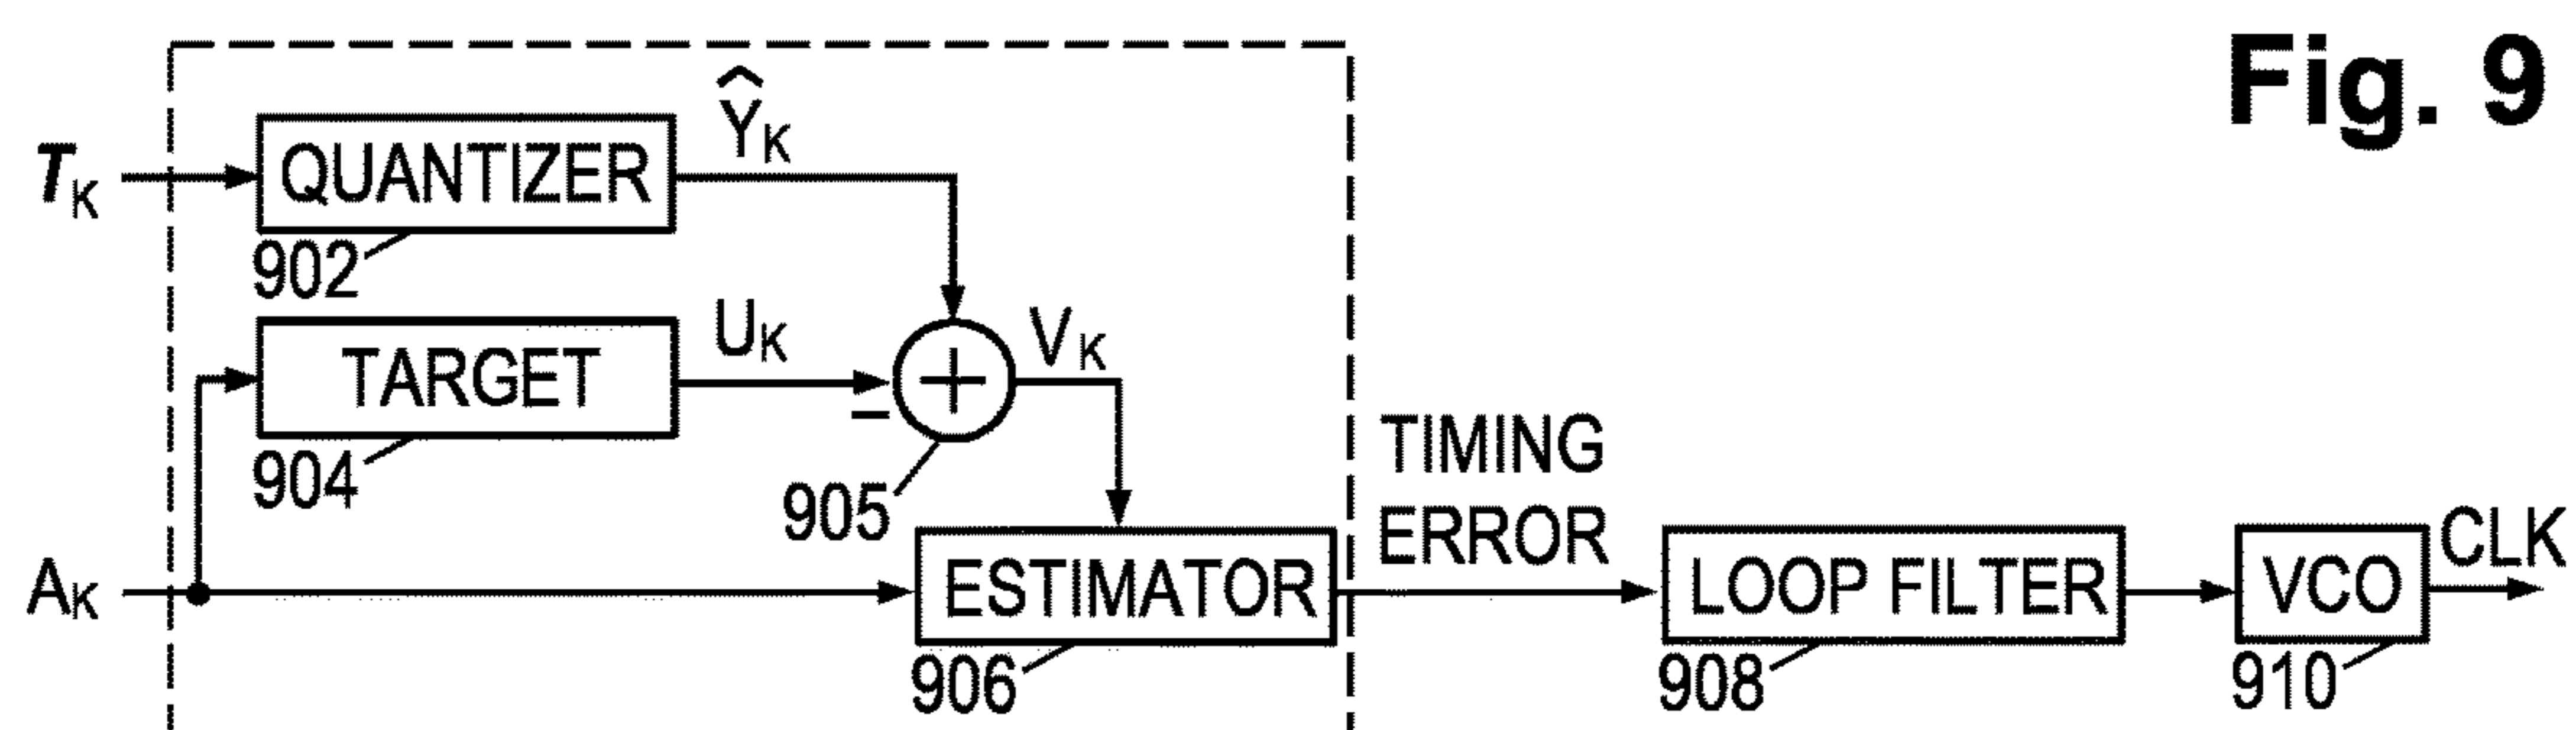 Fig. 9
T_K
QUANTIZER
902
Ŷ_K
TARGET
904
U_K
+
−
905
V_K
A_K
ESTIMATOR
906
TIMING
ERROR
LOOP FILTER
908
VCO
910
CLK